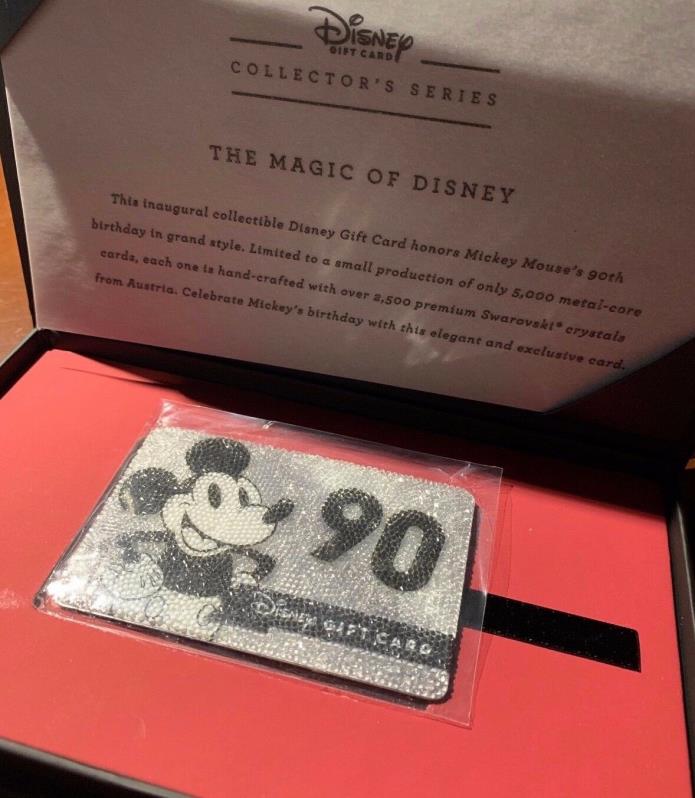 Disney
GIFT CARD
COLLECTOR'S SERIES
THE MAGIC OF DISNEY
This inaugural collectible Disney Gift Card honors Mickey Mouse's 90th
birthday in grand style. Limited to a small production of only 5,000 metal-core
cards, each one is hand-crafted with over 2,500 premium Swarovski® crystals
from Austria. Celebrate Mickey's birthday with this elegant and exclusive card.
90
Disney GIFT CARD